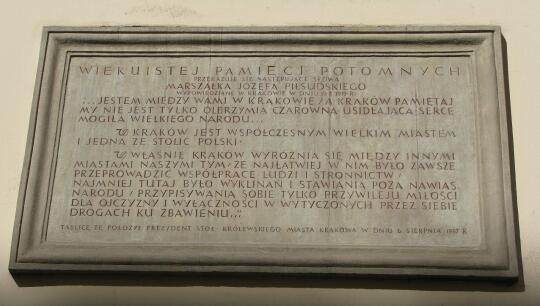 WIEKUISTEJ PAMIĘCI POTOMNYCH
PRZEKAZUJE SIĘ NASTĘPUJĄCE SŁOWA
MARSZAŁKA JÓZEFA PIŁSUDSKIEGO
WYPOWIEDZIANE W KRAKOWIE W DNIU
„...JESTEM MIĘDZY WAMI W KRAKOWIE/A KRAKÓW PAMIĘTAJ
MY NIE JEST TYLKO OLBRZYMIĄ CZAROWNĄ USIDLAJĄCĄ SERCE
MOGIŁĄ WIELKIEGO NARODU...
W KRAKÓW JEST WSPÓŁCZESNYM WIELKIM MIASTEM
I JEDNĄ ZE STOLIC POLSKI·
W WŁAŚNIE KRAKÓW WYRÓŻNIA SIĘ MIĘDZY INNYMI
MIASTAMI NASZYMI TYM/ŻE NAJŁATWIEJ W NIM BYŁO ZAWSZE
PRZEPROWADZIĆ WSPÓŁPRACĘ LUDZI I STRONNICTW/
NAJMNIEJ TUTAJ BYŁO WYKLINAŃ I STAWIANIA POZA NAWIAS
NARODU/PRZYPISYWANIA SOBIE TYLKO PRZYWILEJU MIŁOŚCI
DLA OJCZYZNY I WYŁĄCZNOŚCI W WYTYCZONYCH PRZEZ SIEBIE
DROGACH KU ZBAWIENIU...”
TABLICĘ TĘ POŁOŻYŁ PREZYDENT STOŁ· KRÓLEWSKIEGO MIASTA KRAKOWA W DNIU 6 SIERPNIA 1937 R